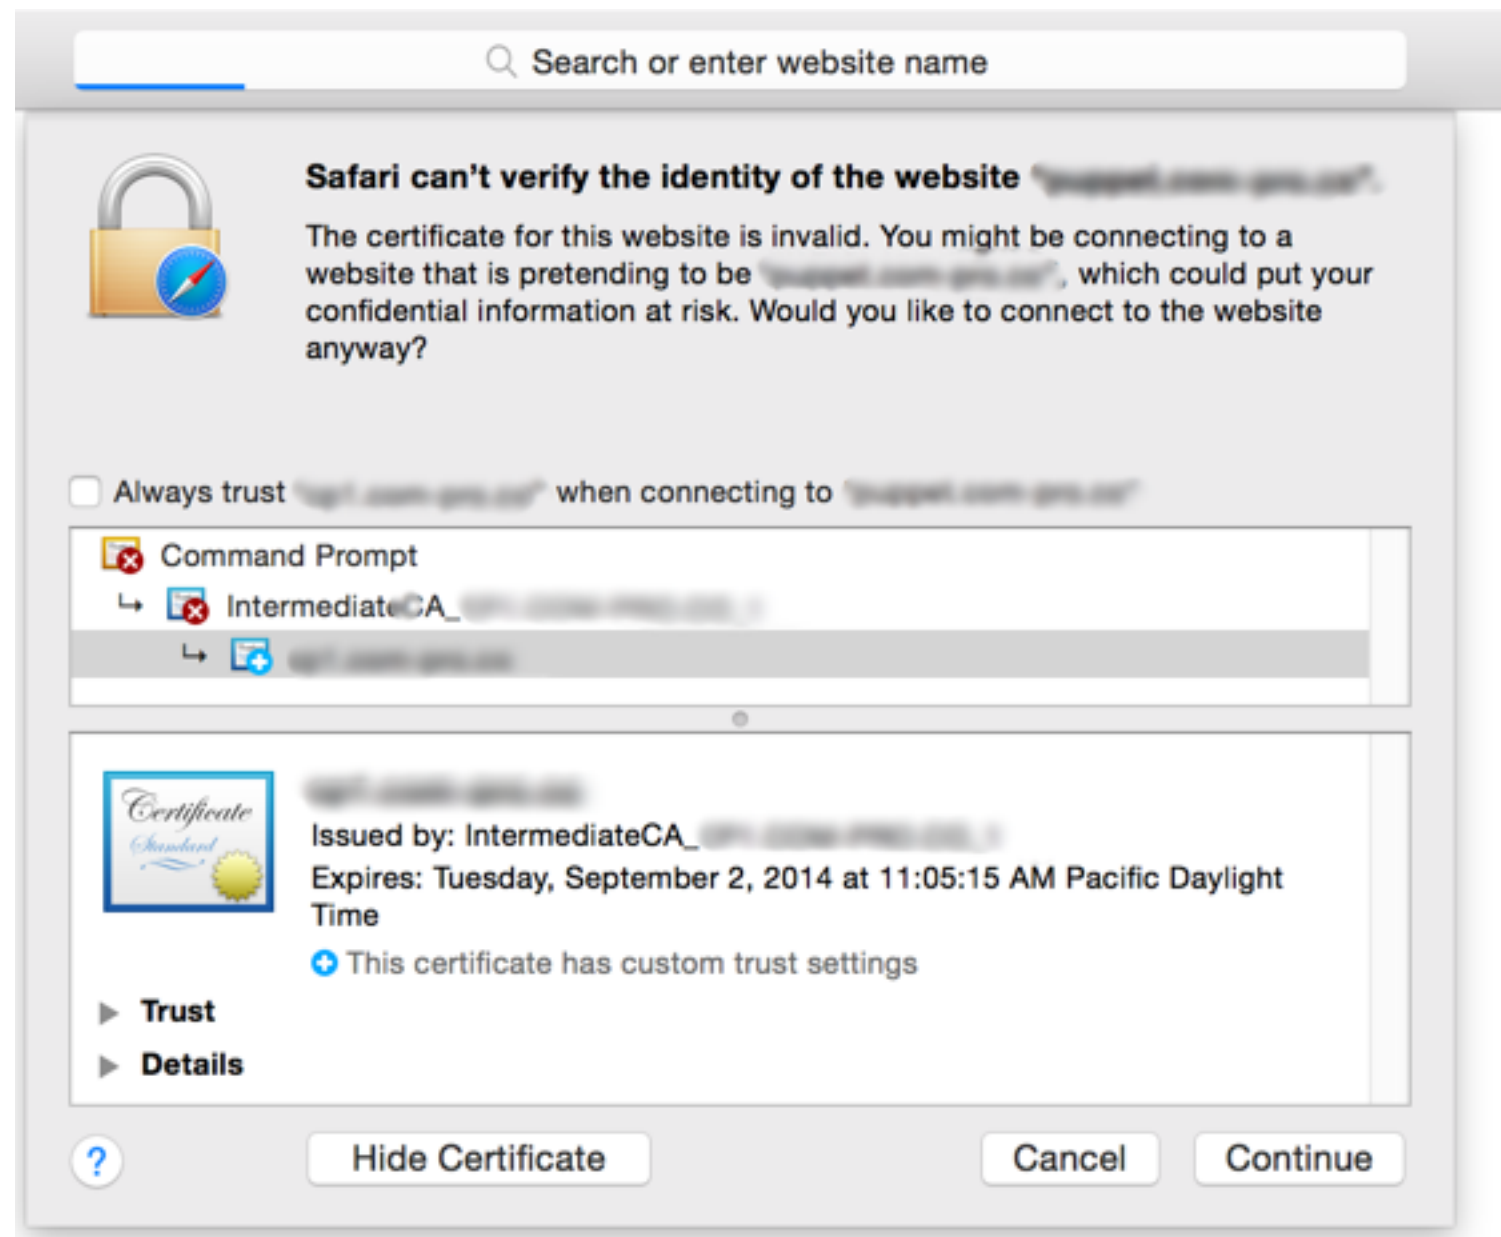 Search or enter website name
Safari can't verify the identity of the website
The certificate for this website is invalid. You might be connecting to a
website that is pretending to be , which could put your
confidential information at risk. Would you like to connect to the website
anyway?
Always trust when connecting to
Command Prompt
IntermediateCA_
Certificate
Standard
Issued by: IntermediateCA_
Expires: Tuesday, September 2, 2014 at 11:05:15 AM Pacific Daylight
Time
This certificate has custom trust settings
Trust
Details
?
Hide Certificate
Cancel
Continue